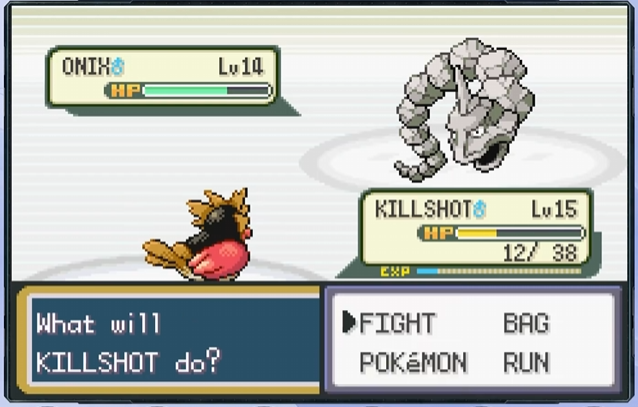 ONIX♂ Lv14
HP
KILLSHOT♂ Lv15
HP
12/ 38
EXP
What will
KILLSHOT do?
FIGHT BAG
POKéMON RUN